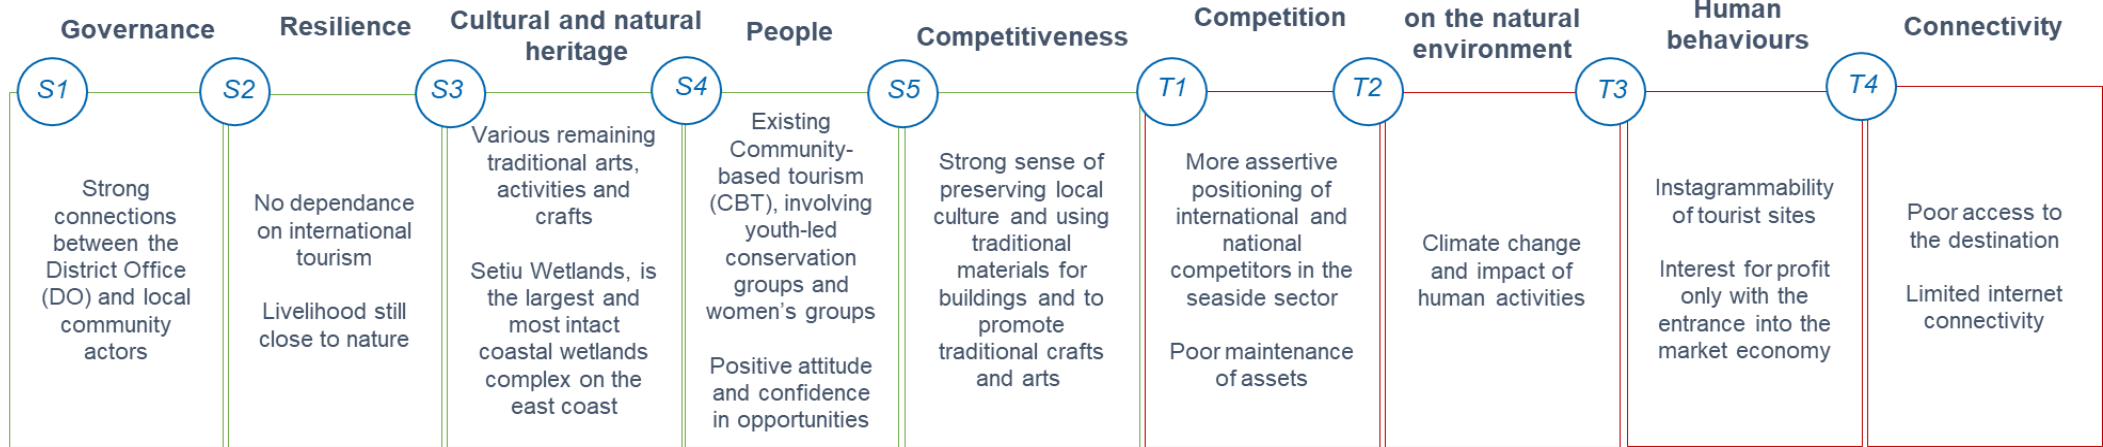 Governance
S1
Strong
connections
between the
District Office
(DO) and local
community
actors
Resilience
S2
No dependance
on international
tourism
Livelihood still
close to nature
Cultural and natural
heritage
S3
Various remaining
traditional arts,
activities and
crafts
Setiu Wetlands, is
the largest and
most intact
coastal wetlands
complex on the
east coast
People
S4
Existing
Community-
based tourism
(CBT), involving
youth-led
conservation
groups and
women’s groups
Positive attitude
and confidence
in opportunities
Competitiveness
S5
Strong sense of
preserving local
culture and using
traditional
materials for
buildings and to
promote
traditional crafts
and arts
Competition
T1
More assertive
positioning of
international and
national
competitors in the
seaside sector
Poor maintenance
of assets
on the natural
environment
T2
Climate change
and impact of
human activities
Human
behaviours
T3
Instagrammability
of tourist sites
Interest for profit
only with the
entrance into the
market economy
Connectivity
T4
Poor access to
the destination
Limited internet
connectivity